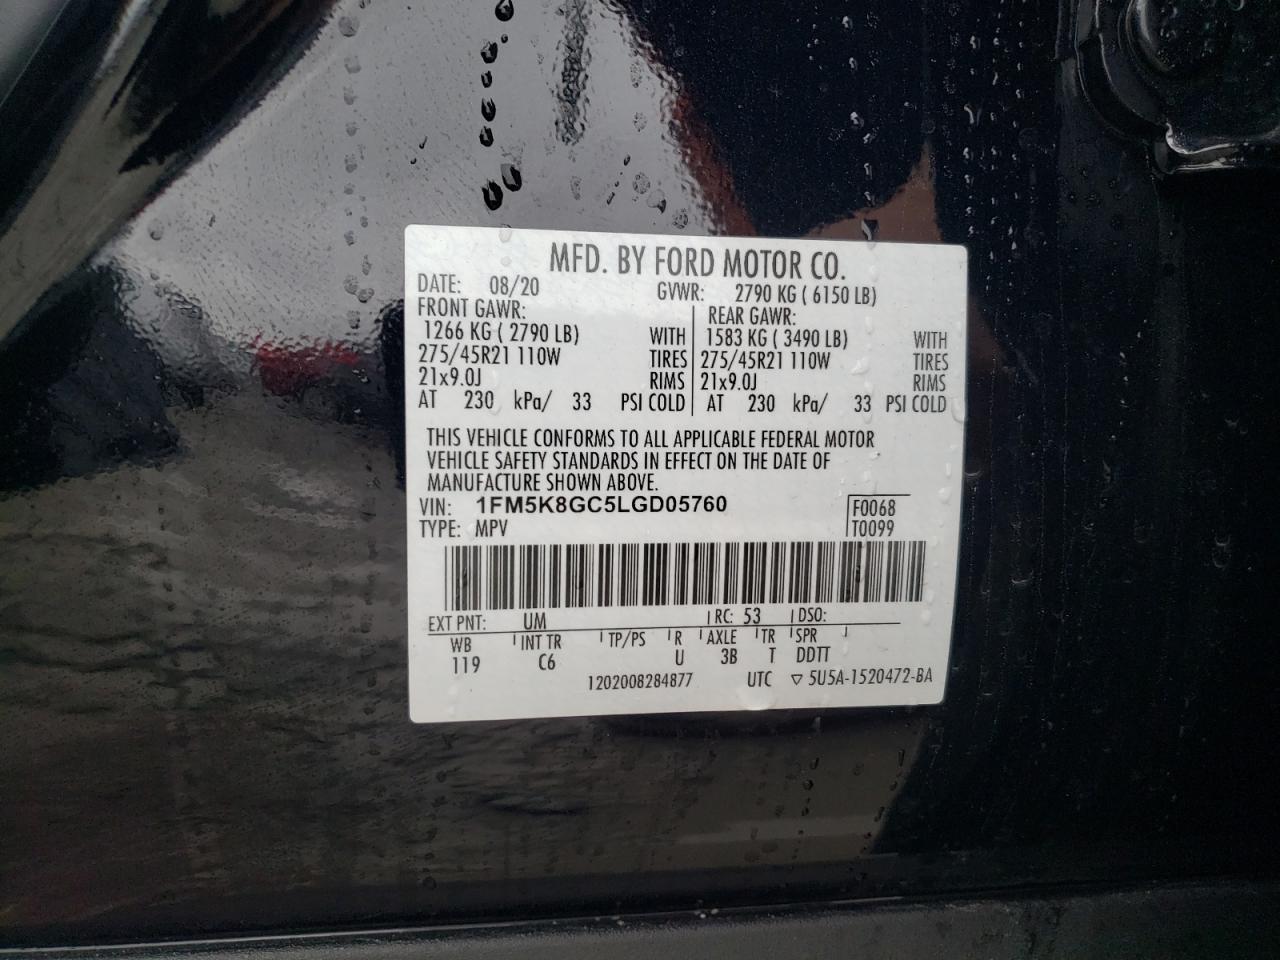 MFD. BY FORD MOTOR CO.
DATE: 08/20 GVWR: 2790 KG ( 6150 LB)
FRONT GAWR: REAR GAWR:
1266 KG ( 2790 LB) WITH 1583 KG ( 3490 LB) WITH
275/45R21 110W TIRES 275/45R21 110W TIRES
21x9.0J RIMS 21x9.0J RIMS
AT 230 kPa/ 33 PSI COLD AT 230 kPa/ 33 PSI COLD
THIS VEHICLE CONFORMS TO ALL APPLICABLE FEDERAL MOTOR
VEHICLE SAFETY STANDARDS IN EFFECT ON THE DATE OF
MANUFACTURE SHOWN ABOVE.
VIN: 1FM5K8GC5LGD05760 F0068
TYPE: MPV T0099
EXT PNT: UM RC: 53 DSO:
WB INT TR TP/PS R AXLE TR SPR
119 C6 U 3B T DDTT
1202008284877 UTC ▽ 5U5A-1520472-BA